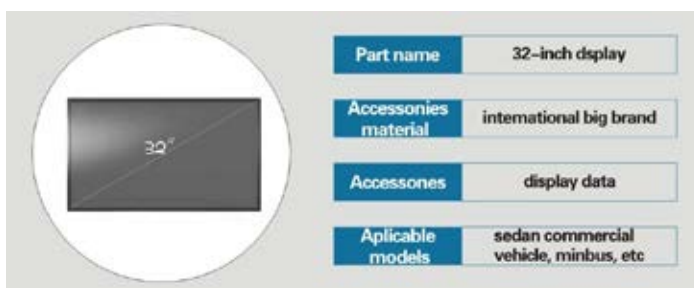 32"
Part name
32-inch dsplay
Accessonies
material
international big brand
Accessones
display data
Aplicable
models
sedan commercial
vehicle, minbus, etc